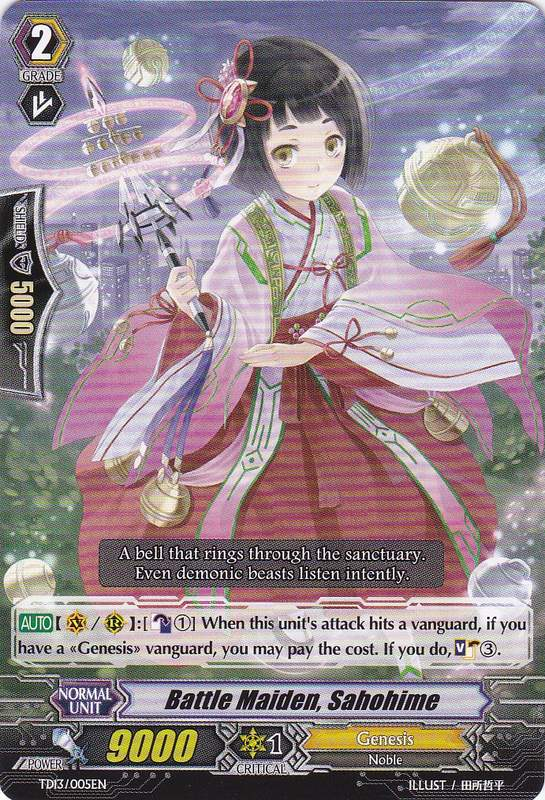 2
GRADE
SHIELD
5000
A bell that rings through the sanctuary.
Even demonic beasts listen intently.
AUTO【 V / R 】:[ ①] When this unit's attack hits a vanguard, if you
have a «Genesis» vanguard, you may pay the cost. If you do, V ③.
NORMAL
UNIT
Battle Maiden, Sahohime
POWER
9000
1
CRITICAL
Genesis
Noble
TD13/005EN
ILLUST / 田所哲平